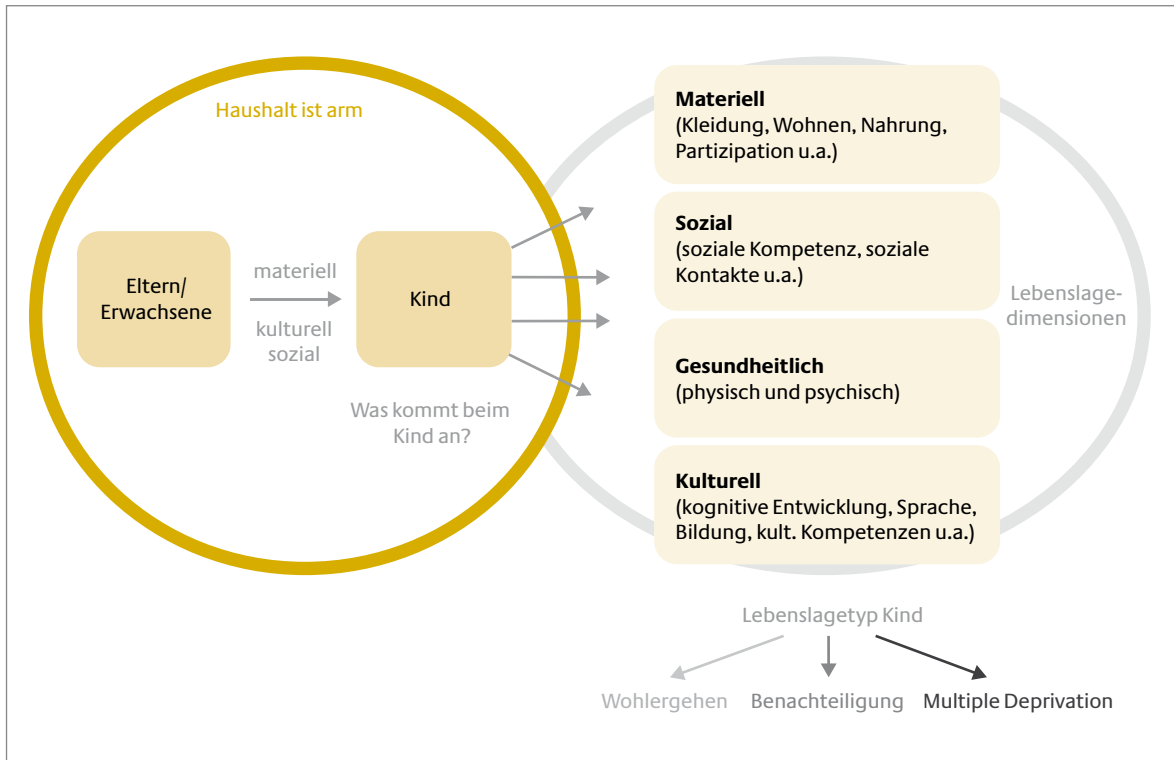 Haushalt ist arm
Eltern/
Erwachsene
materiell
kulturell
sozial
Kind
Was kommt beim
Kind an?
Materiell
(Kleidung, Wohnen, Nahrung,
Partizipation u.a.)
Sozial
(soziale Kompetenz, soziale
Kontakte u.a.)
Gesundheitlich
(physisch und psychisch)
Kulturell
(kognitive Entwicklung, Sprache,
Bildung, kult. Kompetenzen u.a.)
Lebenslage-
dimensionen
Lebenslagetyp Kind
Wohlergehen
Benachteiligung
Multiple Deprivation